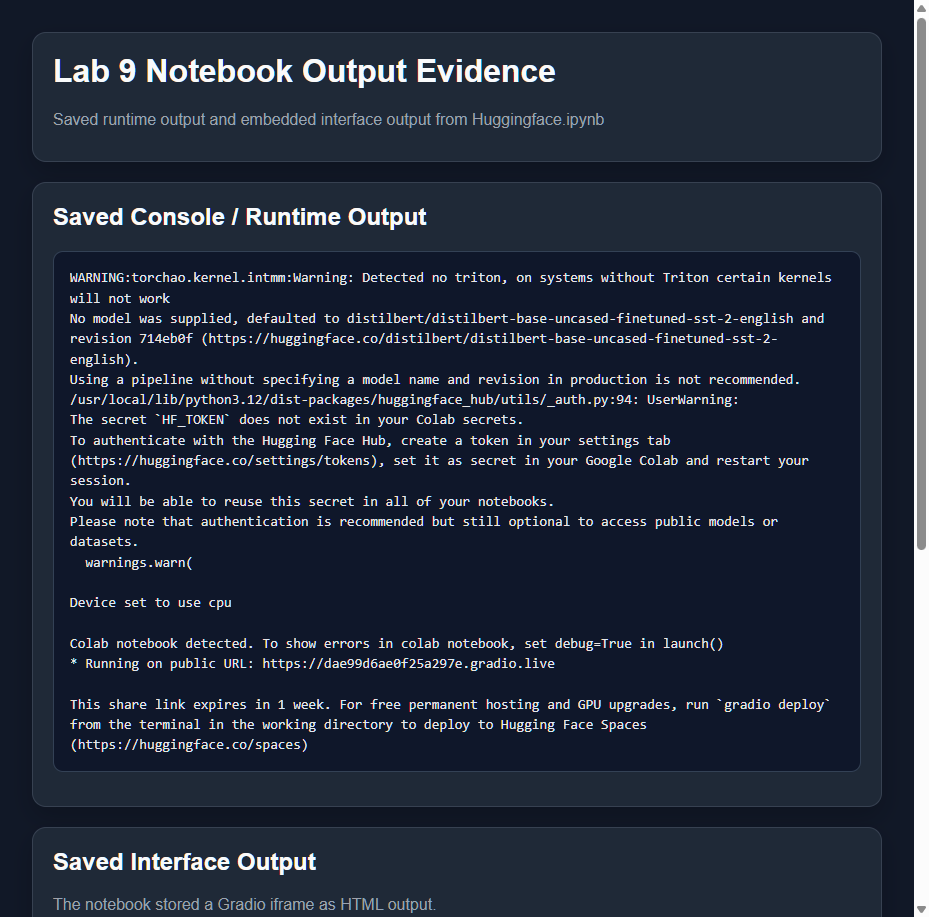 Lab 9 Notebook Output Evidence
Saved runtime output and embedded interface output from Huggingface.ipynb
Saved Console / Runtime Output
WARNING:torchao.kernel.intmm:Warning: Detected no triton, on systems without Triton certain kernels
will not work
No model was supplied, defaulted to distilbert/distilbert-base-uncased-finetuned-sst-2-english and
revision 714eb0f (https://huggingface.co/distilbert/distilbert-base-uncased-finetuned-sst-2-
english).
Using a pipeline without specifying a model name and revision in production is not recommended.
/usr/local/lib/python3.12/dist-packages/huggingface_hub/utils/_auth.py:94: UserWarning:
The secret `HF_TOKEN` does not exist in your Colab secrets.
To authenticate with the Hugging Face Hub, create a token in your settings tab
(https://huggingface.co/settings/tokens), set it as secret in your Google Colab and restart your
session.
You will be able to reuse this secret in all of your notebooks.
Please note that authentication is recommended but still optional to access public models or
datasets.
  warnings.warn(
Device set to use cpu
Colab notebook detected. To show errors in colab notebook, set debug=True in launch()
* Running on public URL: https://dae99d6ae0f25a297e.gradio.live
This share link expires in 1 week. For free permanent hosting and GPU upgrades, run `gradio deploy`
from the terminal in the working directory to deploy to Hugging Face Spaces
(https://huggingface.co/spaces)
Saved Interface Output
The notebook stored a Gradio iframe as HTML output.